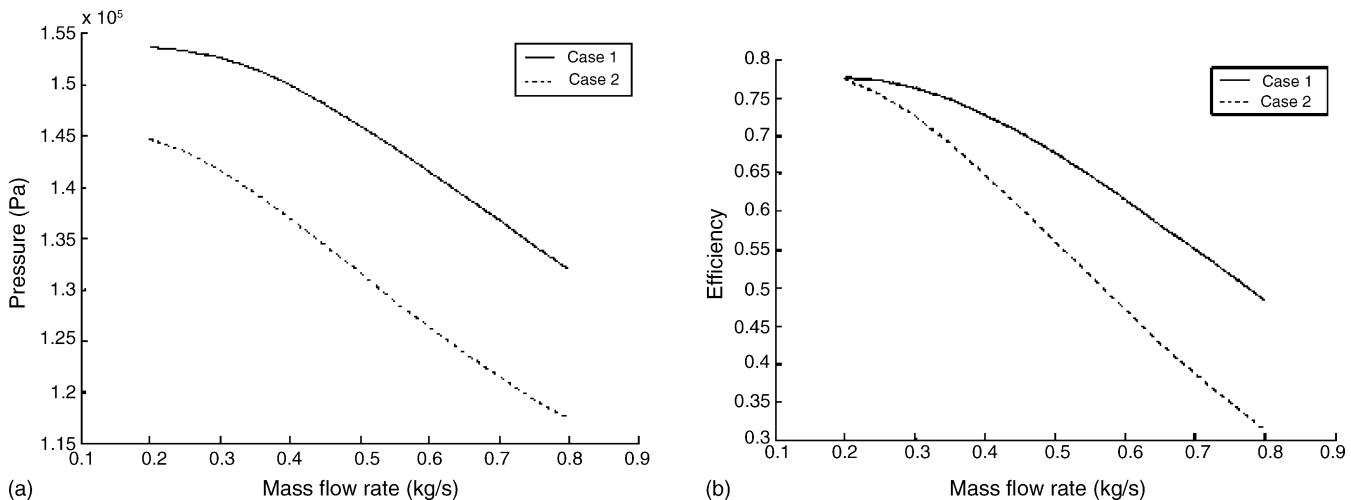 x 10⁵
1.55
1.5
1.45
1.4
1.35
1.3
1.25
1.2
1.15
Pressure (Pa)
Case 1
Case 2
0.1 0.2 0.3 0.4 0.5 0.6 0.7 0.8 0.9
Mass flow rate (kg/s)
(a)
0.8
0.75
0.7
0.65
0.6
0.55
0.5
0.45
0.4
0.35
0.3
Efficiency
Case 1
Case 2
0.1 0.2 0.3 0.4 0.5 0.6 0.7 0.8 0.9
Mass flow rate (kg/s)
(b)